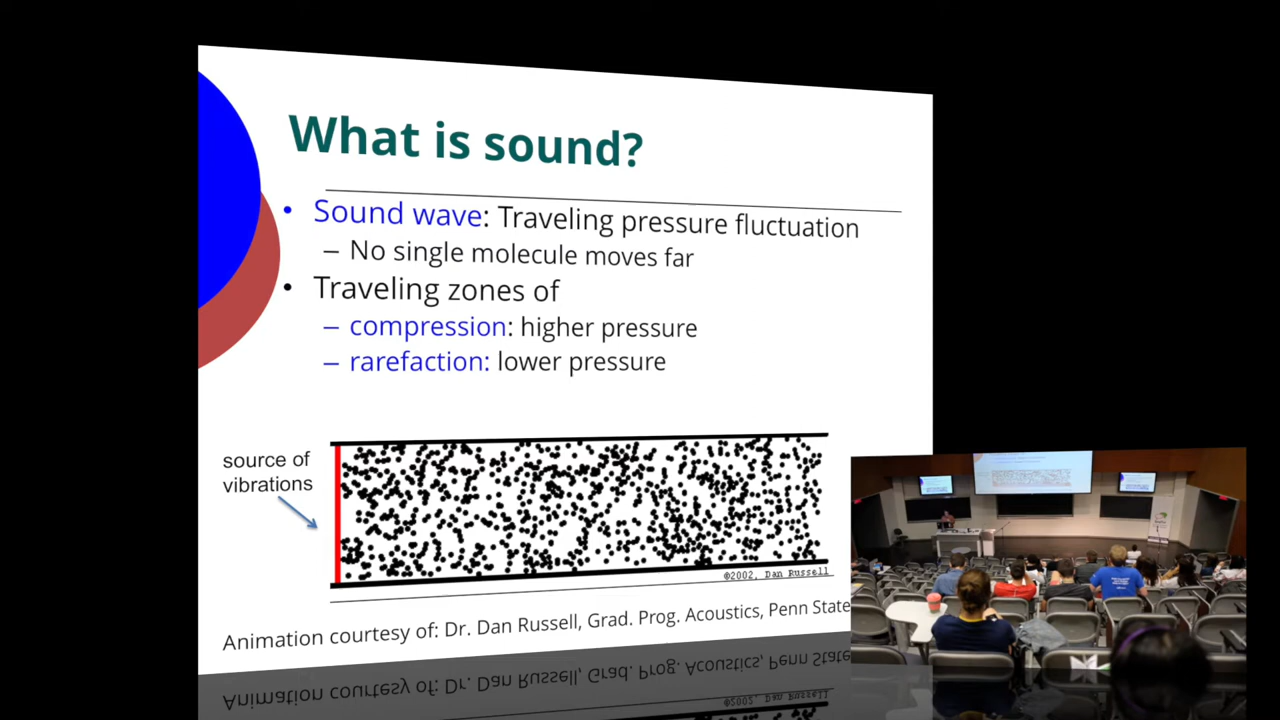 What is sound?
• Sound wave: Traveling pressure fluctuation
– No single molecule moves far
• Traveling zones of
– compression: higher pressure
– rarefaction: lower pressure
source of
vibrations
©2002, Dan Russell
Animation courtesy of: Dr. Dan Russell, Grad. Prog. Acoustics, Penn State